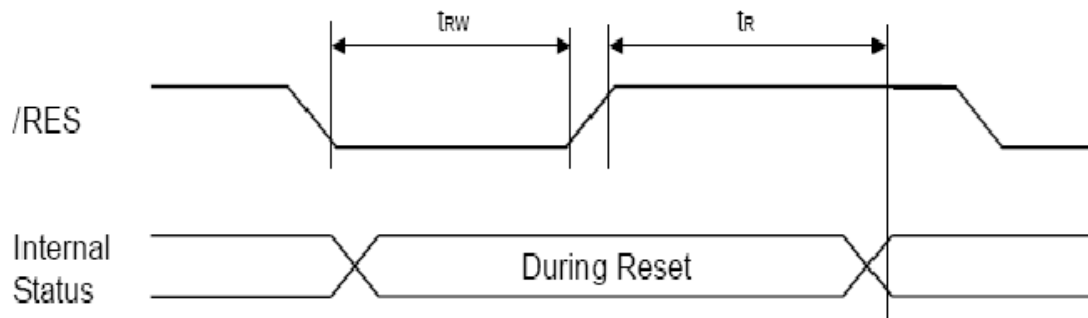 tRW
tR
/RES
Internal
Status
During Reset